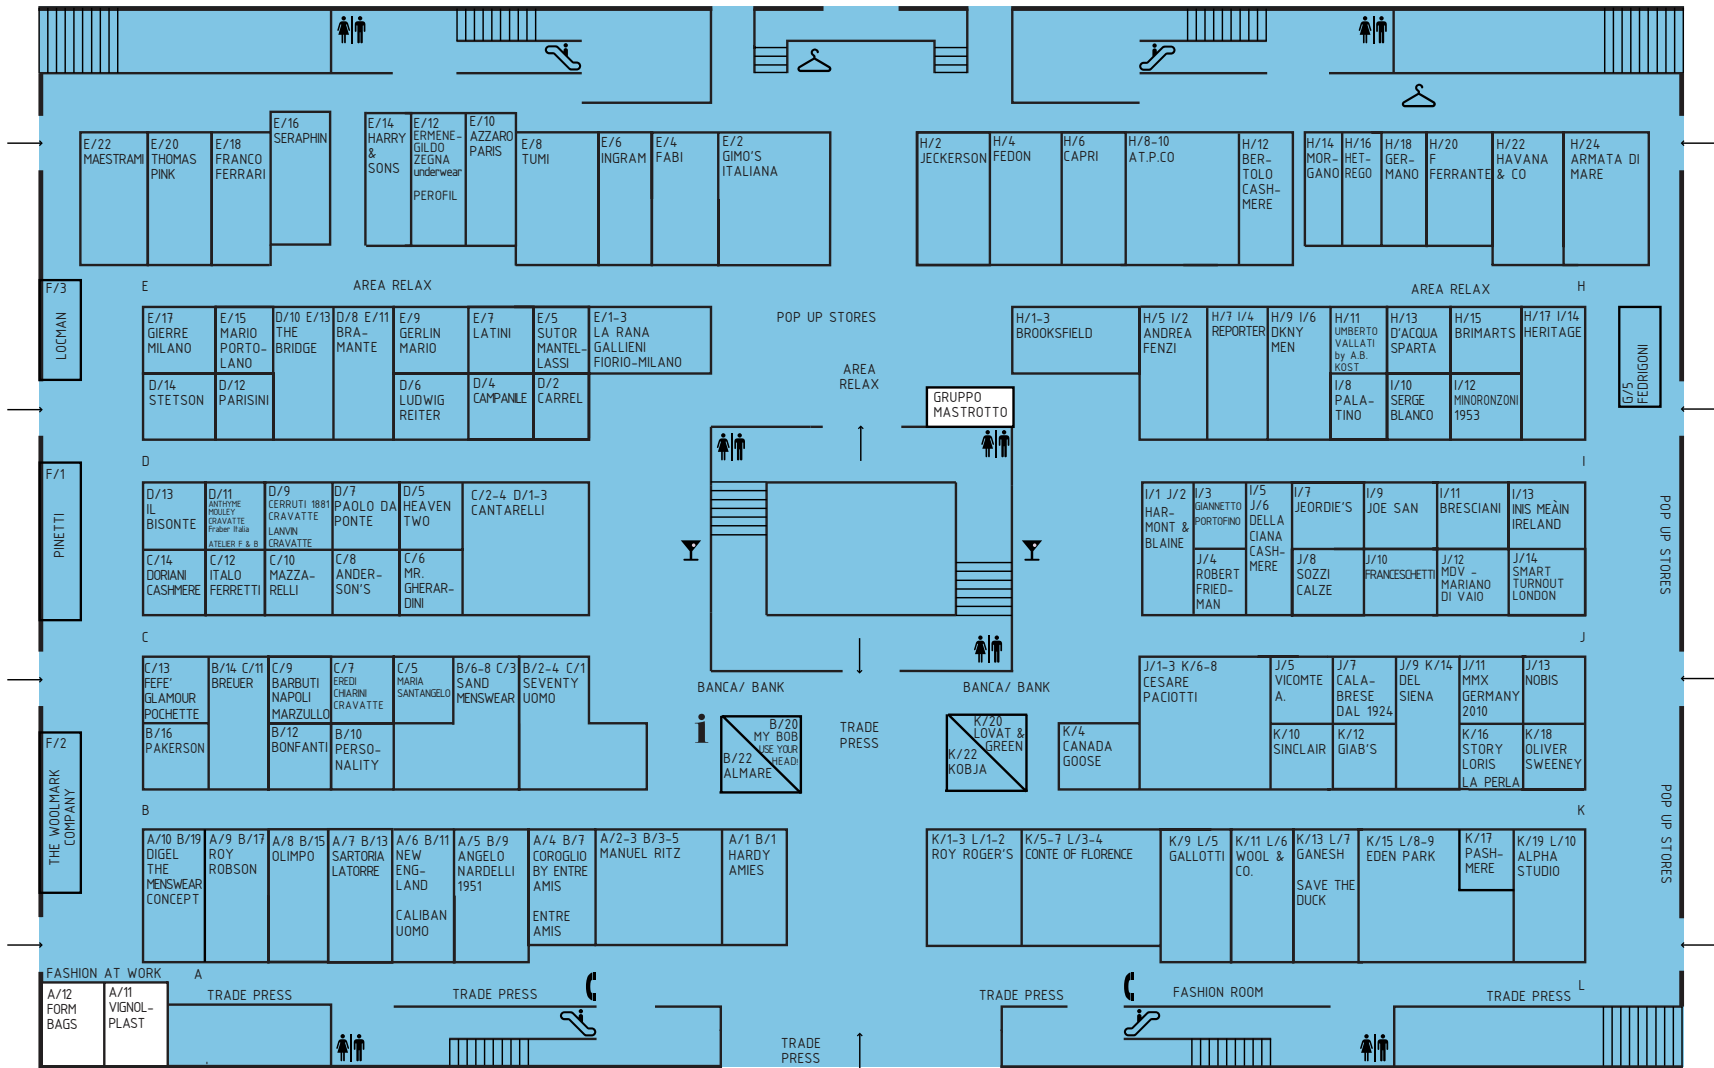 E/22
MAESTRAMI
E/20
THOMAS
PINK
E/18
FRANCO
FERRARI
E/16
SERAPHIN
E/14
HARRY
&
SONS
E/12
ERMENE-
GILDO
ZEGNA
underwear
PEROFIL
E/10
AZZARO
PARIS
E/8
TUMI
E/6
INGRAM
E/4
FABI
E/2
GIMO'S
ITALIANA
H/2
JECKERSON
H/4
FEDON
H/6
CAPRI
H/8-10
AT.P.CO
H/12
BER-
TOLO
CASH-
MERE
H/14
MOR-
GANO
H/16
HET-
REGO
H/18
GER-
MANO
H/20
F
FERRANTE
H/22
HAVANA
& CO
H/24
ARMATA DI
MARE
F/3
LOCMAN
E
AREA RELAX
POP UP STORES
AREA RELAX
H
E/17
GIERRE
MILANO
E/15
MARIO
PORTO-
LANO
D/10 E/13
THE
BRIDGE
D/8 E/11
BRA-
MANTE
E/9
GERLIN
MARIO
E/7
LATINI
E/5
SUTOR
MANTEL-
LASSI
E/1-3
LA RANA
GALLIENI
FIORIO-MILANO
D/14
STETSON
D/12
PARISINI
D/6
LUDWIG
REITER
D/4
CAMPANILE
D/2
CARREL
AREA
RELAX
GRUPPO
MASTROTTO
H/1-3
BROOKSFIELD
H/5 I/2
ANDREA
FENZI
H/7 I/4
REPORTER
H/9 I/6
DKNY
MEN
H/11
UMBERTO
VALLATI
by A.B.
KOST
H/13
D'ACQUA
SPARTA
H/15
BRIMARTS
H/17 I/14
HERITAGE
I/8
PALA-
TINO
I/10
SERGE
BLANCO
I/12
MINORONZONI
1953
G/5
FEDRIGONI
F/1
PINETTI
D
I
D/13
IL
BISONTE
D/11
ANTHYME
MOULEY
CRAVATTE
Fraber Italia
ATELIER F & B
D/9
CERRUTI 1881
CRAVATTE
LANVIN
CRAVATTE
D/7
PAOLO DA
PONTE
D/5
HEAVEN
TWO
C/2-4 D/1-3
CANTARELLI
C/14
DORIANI
CASHMERE
C/12
ITALO
FERRETTI
C/10
MAZZA-
RELLI
C/8
ANDER-
SON'S
C/6
MR.
GHERAR-
DINI
I/1 J/2
HAR-
MONT &
BLAINE
I/3
GIANNETTO
PORTOFINO
I/5
J/6
DELLA
CIANA
CASH-
MERE
I/7
JEORDIE'S
I/9
JOE SAN
I/11
BRESCIANI
I/13
INIS MEÀIN
IRELAND
J/4
ROBERT
FRIED-
MAN
J/8
SOZZI
CALZE
J/10
FRANCESCHETTI
J/12
MDV -
MARIANO
DI VAIO
J/14
SMART
TURNOUT
LONDON
POP UP STORES
C
J
C/13
FEFE'
GLAMOUR
POCHETTE
B/14 C/11
BREUER
C/9
BARBUTI
NAPOLI
MARZULLO
C/7
EREDI
CHIARINI
CRAVATTE
C/5
MARIA
SANTANGELO
B/6-8 C/3
SAND
MENSWEAR
B/2-4 C/1
SEVENTY
UOMO
B/16
PAKERSON
B/12
BONFANTI
B/10
PERSO-
NALITY
BANCA/ BANK
BANCA/ BANK
i
B/20
MY BOB
USE YOUR
HEAD!
B/22
ALMARE
TRADE
PRESS
K/20
LOVAT &
GREEN
K/22
KOBJA
K/4
CANADA
GOOSE
J/1-3 K/6-8
CESARE
PACIOTTI
J/5
VICOMTE
A.
J/7
CALA-
BRESE
DAL 1924
J/9 K/14
DEL
SIENA
J/11
MMX
GERMANY
2010
J/13
NOBIS
K/10
SINCLAIR
K/12
GIAB'S
K/16
STORY
LORIS
LA PERLA
K/18
OLIVER
SWEENEY
F/2
THE WOOLMARK
COMPANY
POP UP STORES
B
K
A/10 B/19
DIGEL
THE
MENSWEAR
CONCEPT
A/9 B/17
ROY
ROBSON
A/8 B/15
OLIMPO
A/7 B/13
SARTORIA
LATORRE
A/6 B/11
NEW
ENG-
LAND
CALIBAN
UOMO
A/5 B/9
ANGELO
NARDELLI
1951
A/4 B/7
COROGLIO
BY ENTRE
AMIS
ENTRE
AMIS
A/2-3 B/3-5
MANUEL RITZ
A/1 B/1
HARDY
AMIES
K/1-3 L/1-2
ROY ROGER'S
K/5-7 L/3-4
CONTE OF FLORENCE
K/9 L/5
GALLOTTI
K/11 L/6
WOOL &
CO.
K/13 L/7
GANESH
SAVE THE
DUCK
K/15 L/8-9
EDEN PARK
K/17
PASH-
MERE
K/19 L/10
ALPHA
STUDIO
FASHION AT WORK
A
L
A/12
FORM
BAGS
A/11
VIGNOL-
PLAST
TRADE PRESS
TRADE PRESS
TRADE PRESS
FASHION ROOM
TRADE PRESS
TRADE
PRESS